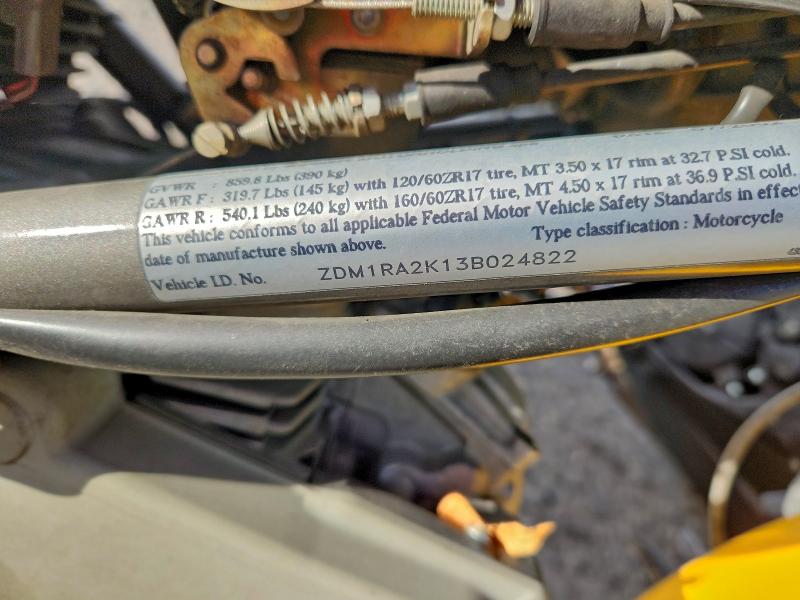 GVWR : 859.8 Lbs (390 kg)
GAWR F : 319.7 Lbs (145 kg) with 120/60ZR17 tire, MT 3.50 x 17 rim at 32.7 P.SI cold.
GAWR R : 540.1 Lbs (240 kg) with 160/60ZR17 tire, MT 4.50 x 17 rim at 36.9 P.SI cold.
This vehicle conforms to all applicable Federal Motor Vehicle Safety Standards in effect
date of manufacture shown above. Type classification : Motorcycle
Vehicle I.D. No. ZDM1RA2K13B024822